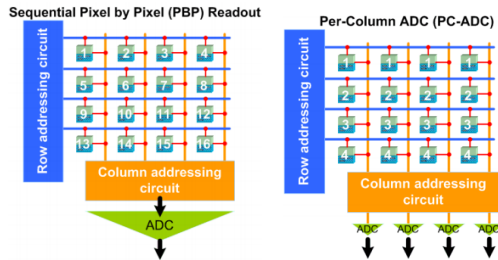 Sequential Pixel by Pixel (PBP) Readout
Row addressing circuit
1 2 3 4
5 6 7 8
9 10 11 12
13 14 15 16
Column addressing
circuit
ADC
Per-Column ADC (PC-ADC)
Row addressing circuit
1 1 1 1
2 2 2 2
3 3 3 3
4 4 4 4
Column addressing
circuit
ADC ADC ADC ADC